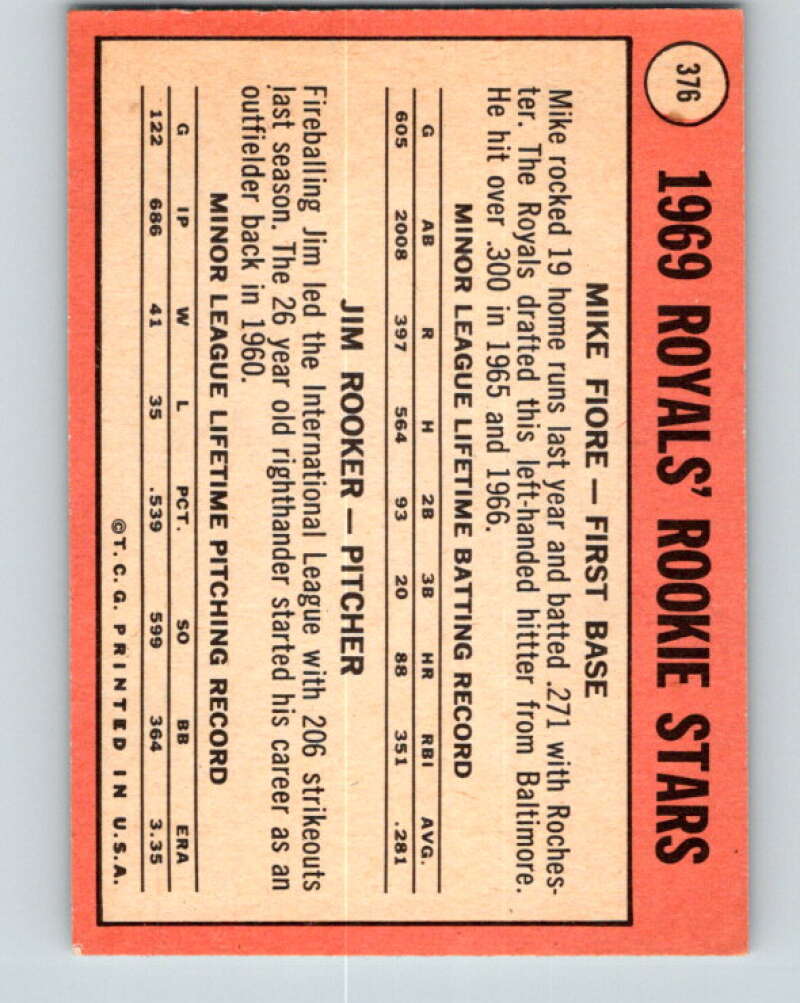 376
1969 ROYALS' ROOKIE STARS
MIKE FIORE — FIRST BASE
Mike rocked 19 home runs last year and batted .271 with Roches-
ter. The Royals drafted this left-handed hittler from Baltimore.
He hit over .300 in 1965 and 1966.
MINOR LEAGUE LIFETIME BATTING RECORD
G AB R H 2B 3B HR RBI AVG.
605 2008 397 564 93 20 88 351 .281
JIM ROOKER — PITCHER
Fireballing Jim led the International League with 206 strikeouts
last season. The 26 year old righthander started his career as an
outfielder back in 1960.
MINOR LEAGUE LIFETIME PITCHING RECORD
G IP W L PCT. SO BB ERA
122 686 41 35 .539 599 364 3.35
©T. C. G. PRINTED IN U.S.A.